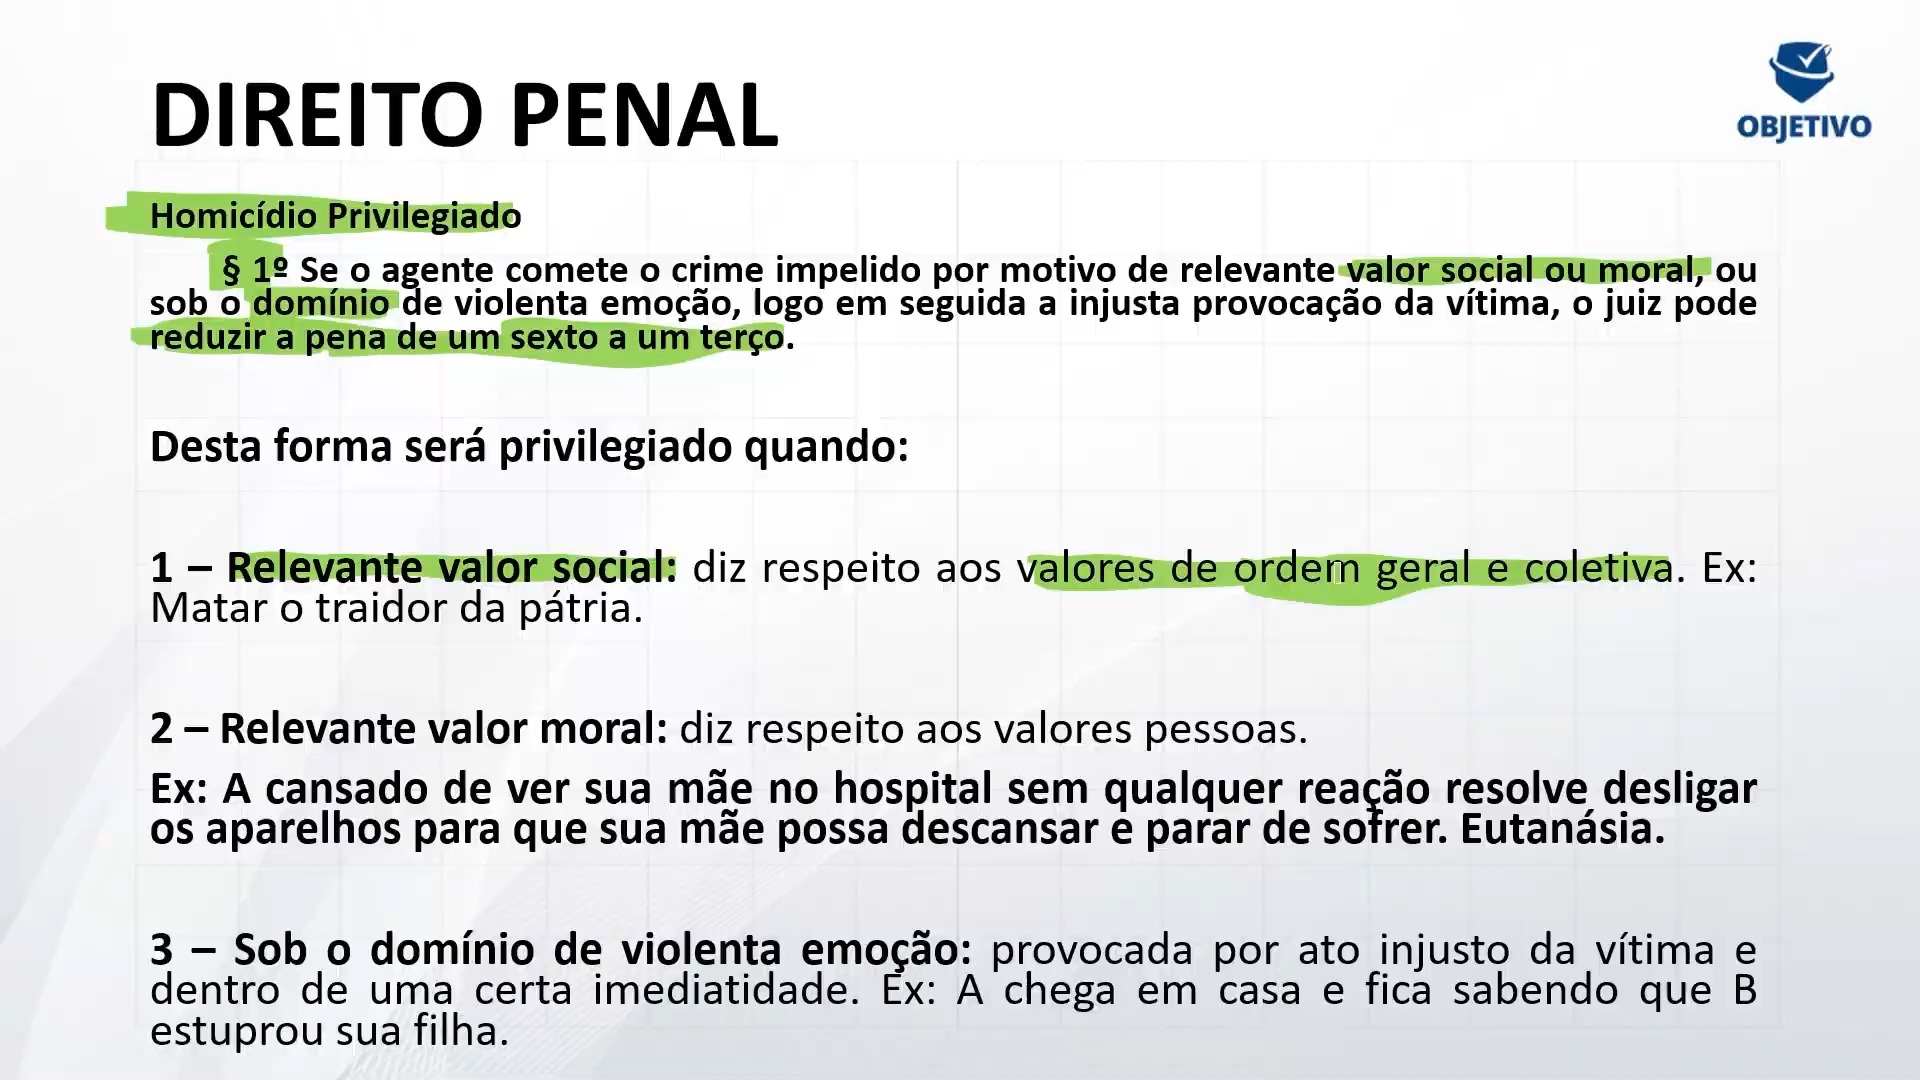 DIREITO PENAL
OBJETIVO
Homicídio Privilegiado
§ 1º Se o agente comete o crime impelido por motivo de relevante valor social ou moral, ou
sob o domínio de violenta emoção, logo em seguida a injusta provocação da vítima, o juiz pode
reduzir a pena de um sexto a um terço.
Desta forma será privilegiado quando:
1 – Relevante valor social: diz respeito aos valores de ordem geral e coletiva. Ex:
Matar o traidor da pátria.
2 – Relevante valor moral: diz respeito aos valores pessoas.
Ex: A cansado de ver sua mãe no hospital sem qualquer reação resolve desligar
os aparelhos para que sua mãe possa descansar e parar de sofrer. Eutanásia.
3 – Sob o domínio de violenta emoção: provocada por ato injusto da vítima e
dentro de uma certa imediatidade. Ex: A chega em casa e fica sabendo que B
estuprou sua filha.